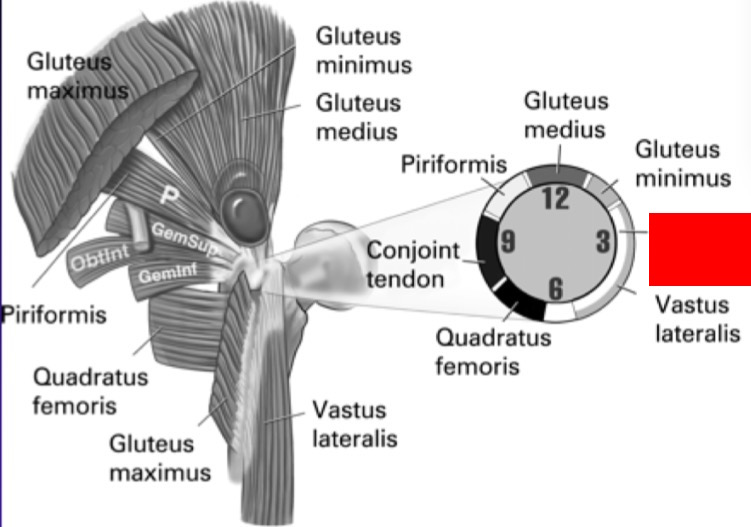 Gluteus
maximus
Gluteus
minimus
Gluteus
medius
P
GemSup
ObtInt
GemInf
Piriformis
Quadratus
femoris
Gluteus
maximus
Vastus
lateralis
Gluteus
medius
Piriformis
Gluteus
minimus
Conjoint
tendon
12
9
3
6
Quadratus
femoris
Vastus
lateralis